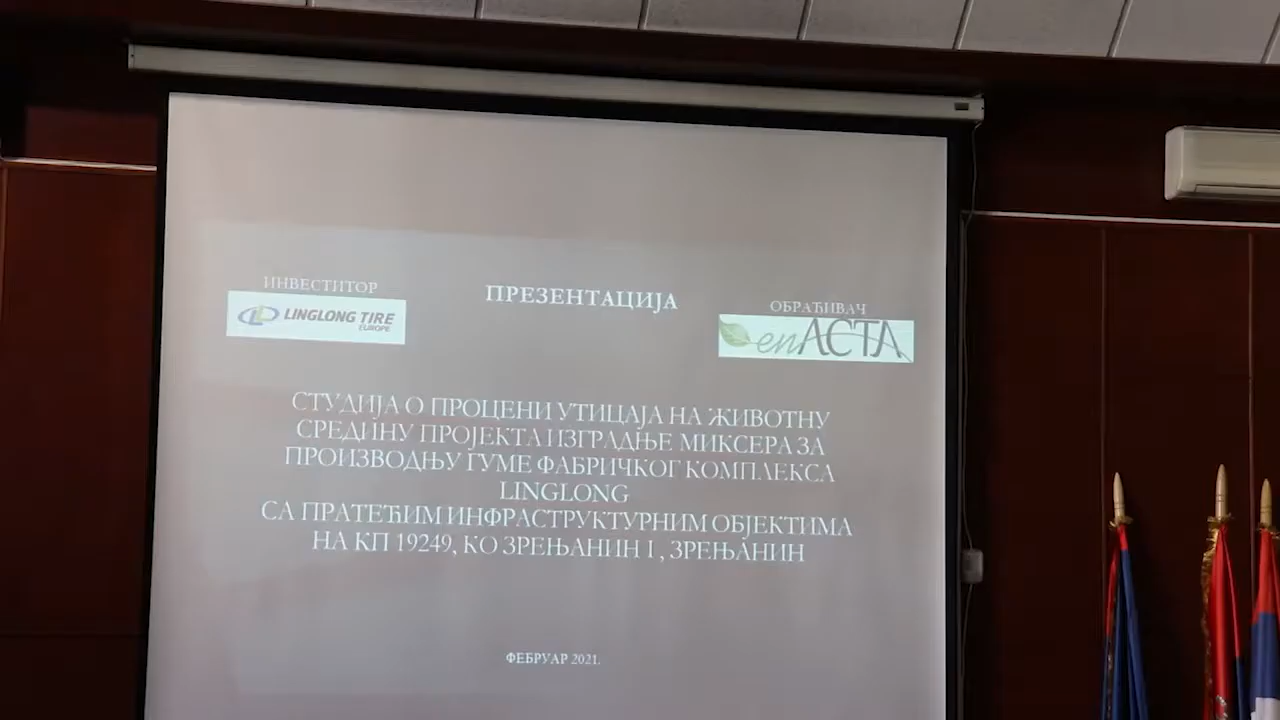 ИНВЕСТИТОР
LINGLONG TIRE
EUROPE
ПРЕЗЕНТАЦИЈА
ОБРАЂИВАЧ
enАСТА
СТУДИЈА О ПРОЦЕНИ УТИЦАЈА НА ЖИВОТНУ
СРЕДИНУ ПРОЈЕКТА ИЗГРАДЊЕ МИКСЕРА ЗА
ПРОИЗВОДЊУ ГУМЕ ФАБРИЧКОГ КОМПЛЕКСА
LINGLONG
СА ПРАТЕЋИМ ИНФРАСТРУКТУРНИМ ОБЈЕКТИМА
НА КП 19249, КО ЗРЕЊАНИН I , ЗРЕЊАНИН
ФЕБРУАР 2021.